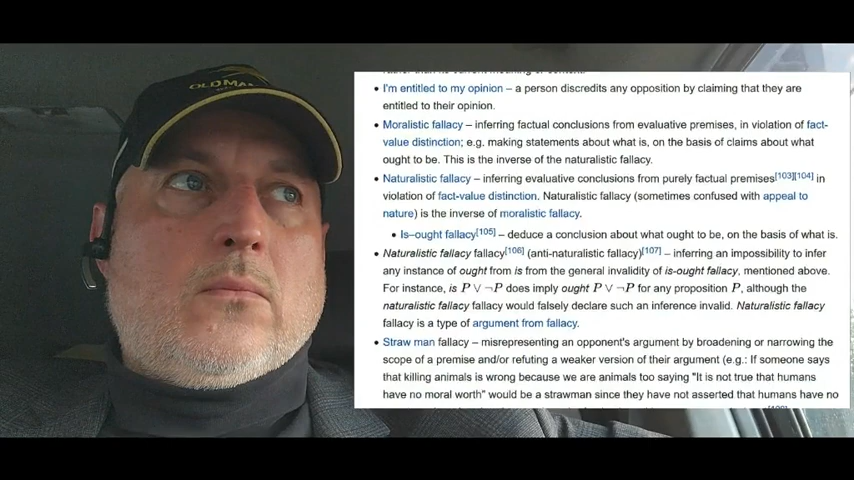 OLD MAN
• I'm entitled to my opinion – a person discredits any opposition by claiming that they are
entitled to their opinion.
• Moralistic fallacy – inferring factual conclusions from evaluative premises, in violation of fact-
value distinction; e.g. making statements about what is, on the basis of claims about what
ought to be. This is the inverse of the naturalistic fallacy.
• Naturalistic fallacy – inferring evaluative conclusions from purely factual premises[103][104] in
violation of fact-value distinction. Naturalistic fallacy (sometimes confused with appeal to
nature) is the inverse of moralistic fallacy.
• Is–ought fallacy[105] – deduce a conclusion about what ought to be, on the basis of what is.
• Naturalistic fallacy fallacy[106] (anti-naturalistic fallacy)[107] – inferring an impossibility to infer
any instance of ought from is from the general invalidity of is-ought fallacy, mentioned above.
For instance, is P ∨ ¬P does imply ought P ∨ ¬P for any proposition P, although the
naturalistic fallacy fallacy would falsely declare such an inference invalid. Naturalistic fallacy
fallacy is a type of argument from fallacy.
• Straw man fallacy – misrepresenting an opponent's argument by broadening or narrowing the
scope of a premise and/or refuting a weaker version of their argument (e.g.: If someone says
that killing animals is wrong because we are animals too saying "It is not true that humans
have no moral worth" would be a strawman since they have not asserted that humans have no